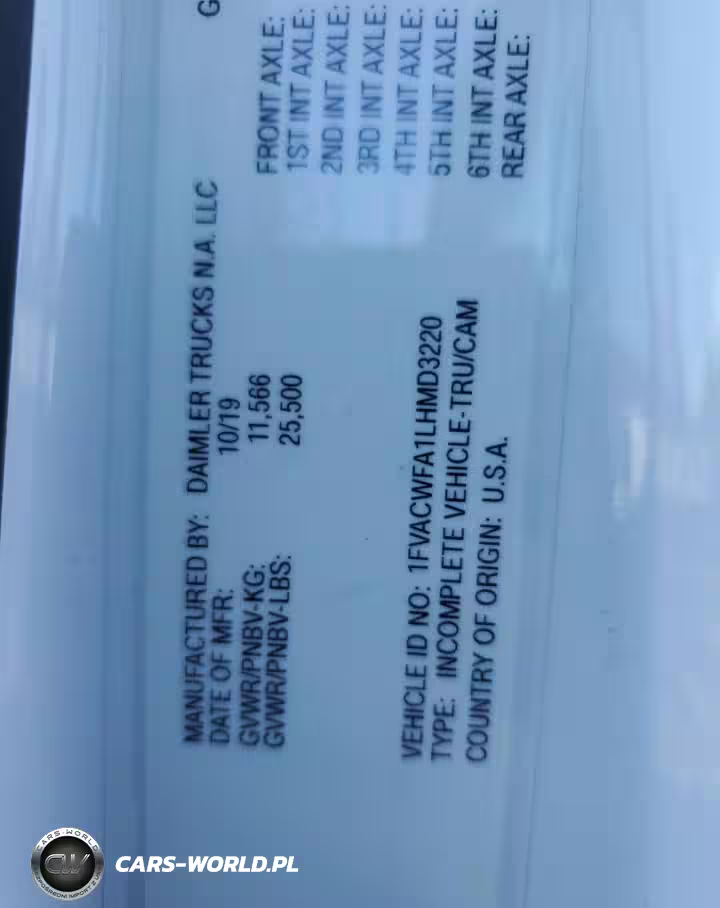 MANUFACTURED BY: DAIMLER TRUCKS N.A. LLC
DATE OF MFR: 10/19
GVWR/PNBV-KG: 11,566
GVWR/PNBV-LBS: 25,500
G
FRONT AXLE:
1ST INT AXLE:
2ND INT AXLE:
3RD INT AXLE:
4TH INT AXLE:
5TH INT AXLE:
6TH INT AXLE:
REAR AXLE:
VEHICLE ID NO: 1FVACWFA1LHMD3220
TYPE: INCOMPLETE VEHICLE-TRU/CAM
COUNTRY OF ORIGIN: U.S.A.
CARS-WORLD
CW
CARS-WORLD.PL